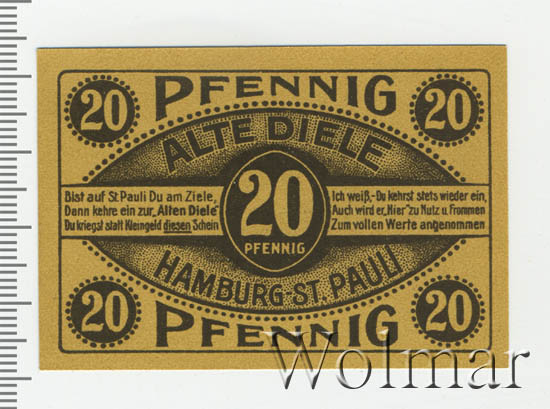 PFENNIG
20
20
ALTE DIELE
Bist auf St. Pauli Du am Ziele,
Dann kehre ein zur „Alten Diele"
Du kriegst statt Kleingeld diesen Schein
20
PFENNIG
Ich weiß,- Du kehrst stets wieder ein,
Auch wird er „Hier" zu Nutz u. Frommen
Zum vollen Werte angenommen
HAMBURG-ST. PAULI
20
20
PFENNIG
Wolmar